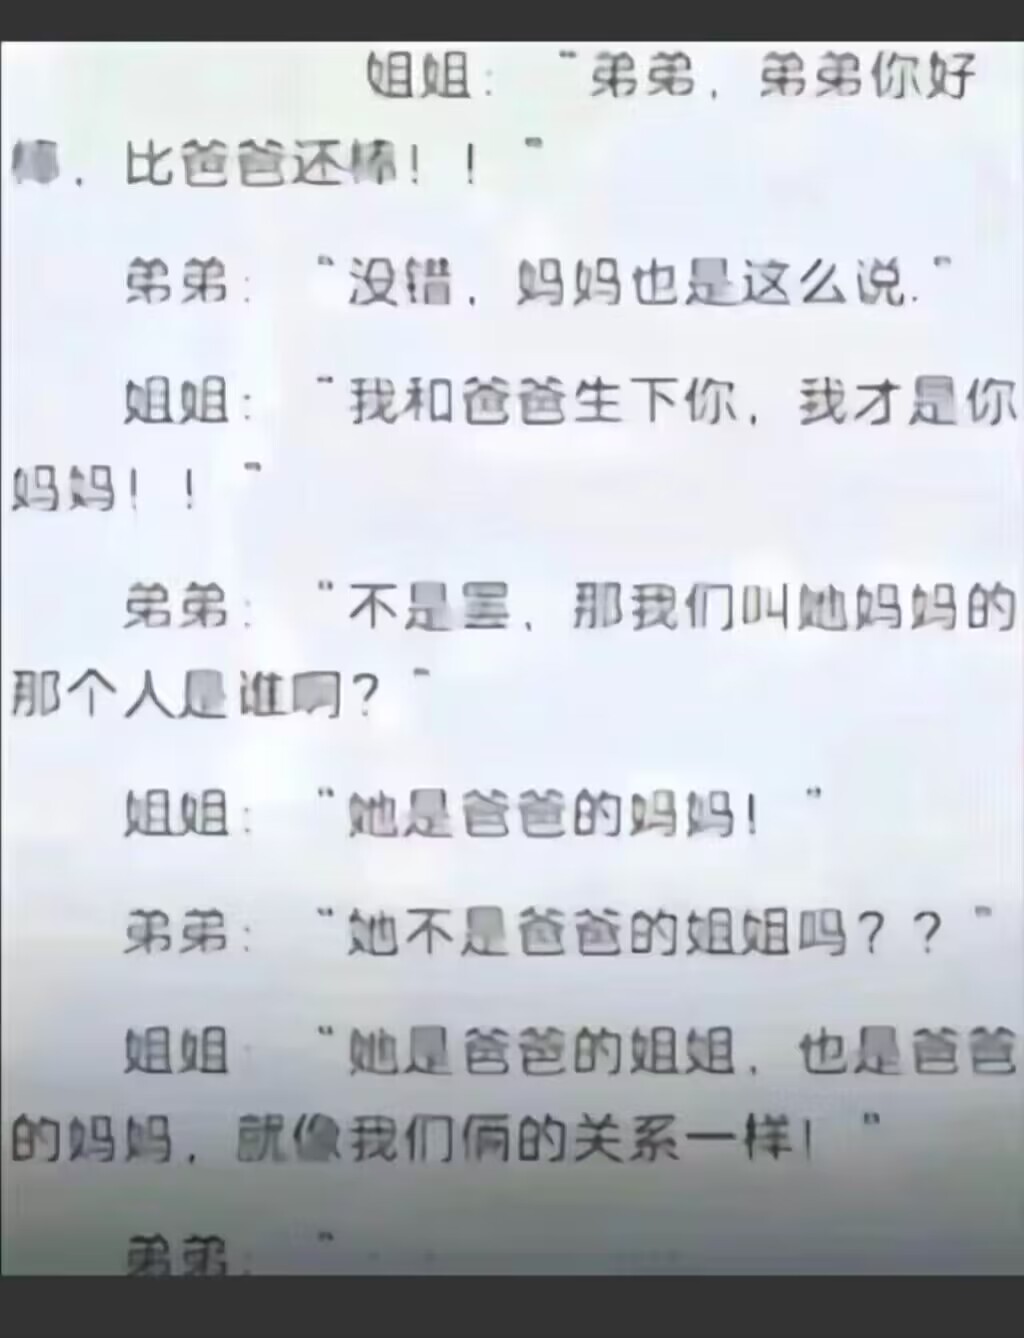 姐姐：“弟弟，弟弟你好
棒，比爸爸还棒！！”
弟弟：“没错，妈妈也是这么说.”
姐姐：“我和爸爸生下你，我才是你
妈妈！！”
弟弟：“不是罢，那我们叫她妈妈的
那个人是谁啊？”
姐姐：“她是爸爸的妈妈！”
弟弟：“她不是爸爸的姐姐吗？？”
姐姐：“她是爸爸的姐姐，也是爸爸
的妈妈，就像我们俩的关系一样！”
弟弟：“